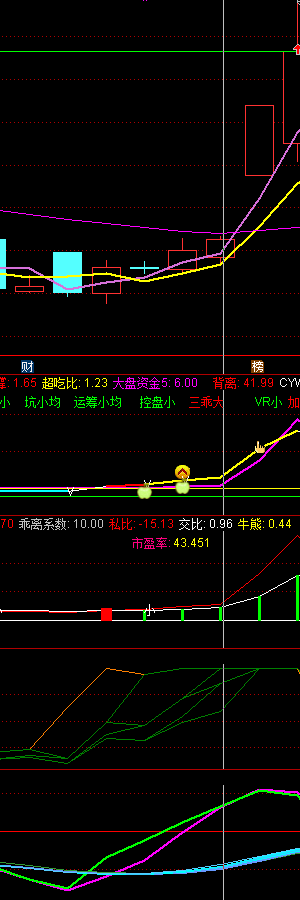 财 榜
1.65 超吃比: 1.23 大盘资金5: 6.00 背离: 41.99 CYW
小 坑小均 运筹小均 控盘小 三乖大 VR小 加
70 乖离系数: 10.00 私比: -15.13 交比: 0.96 牛熊: 0.44
市盈率: 43.451